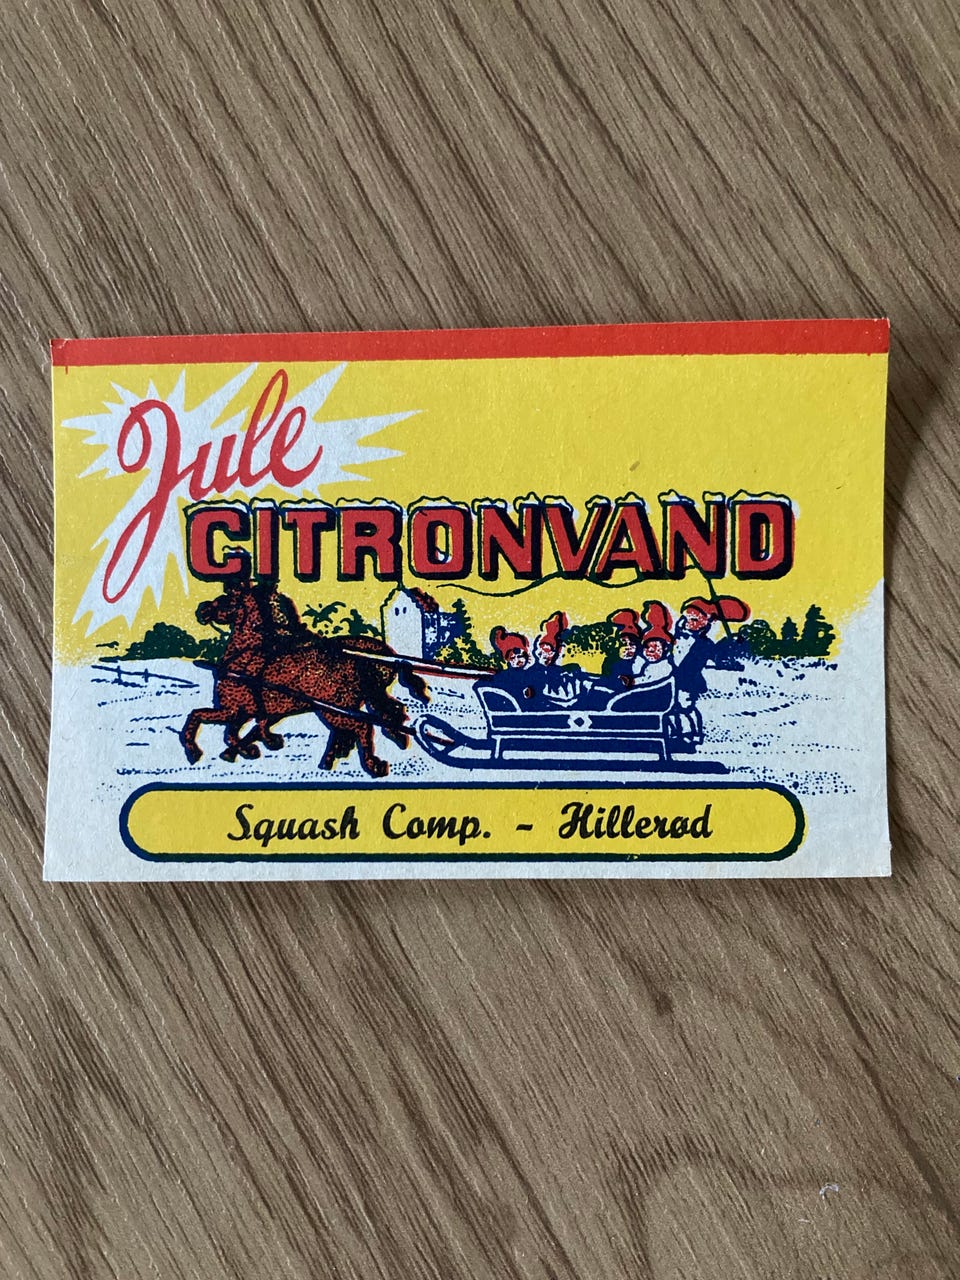 Jule
CITRONVAND
Squash Comp. - Hillerød